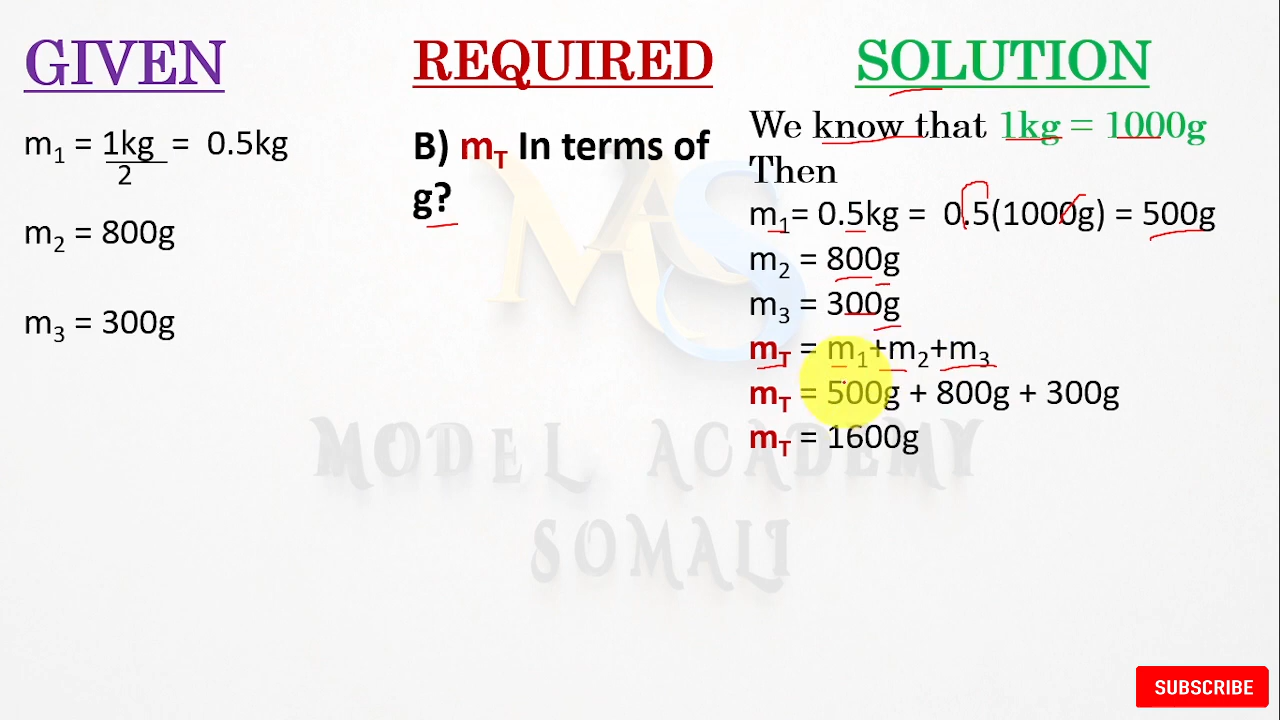 GIVEN
m₁ = 1kg = 0.5kg
2
m₂ = 800g
m₃ = 300g
REQUIRED
B) mT In terms of
g?
SOLUTION
We know that 1kg = 1000g
Then
m₁= 0.5kg = 0.5(1000g) = 500g
m₂ = 800g
m₃ = 300g
mT = m₁+m₂+m₃
mT = 500g + 800g + 300g
mT = 1600g
MAS
MODEL ACADEMY
SOMALI
SUBSCRIBE